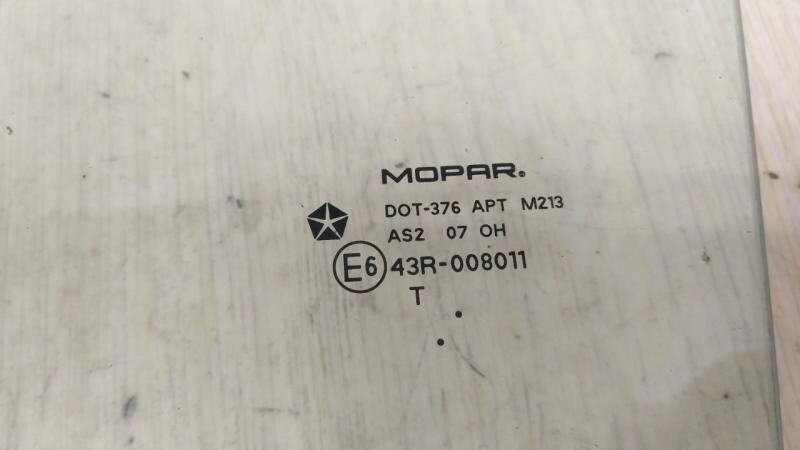 MOPAR.
DOT-376 APT M213
AS2 07 OH
E6 43R-008011
T